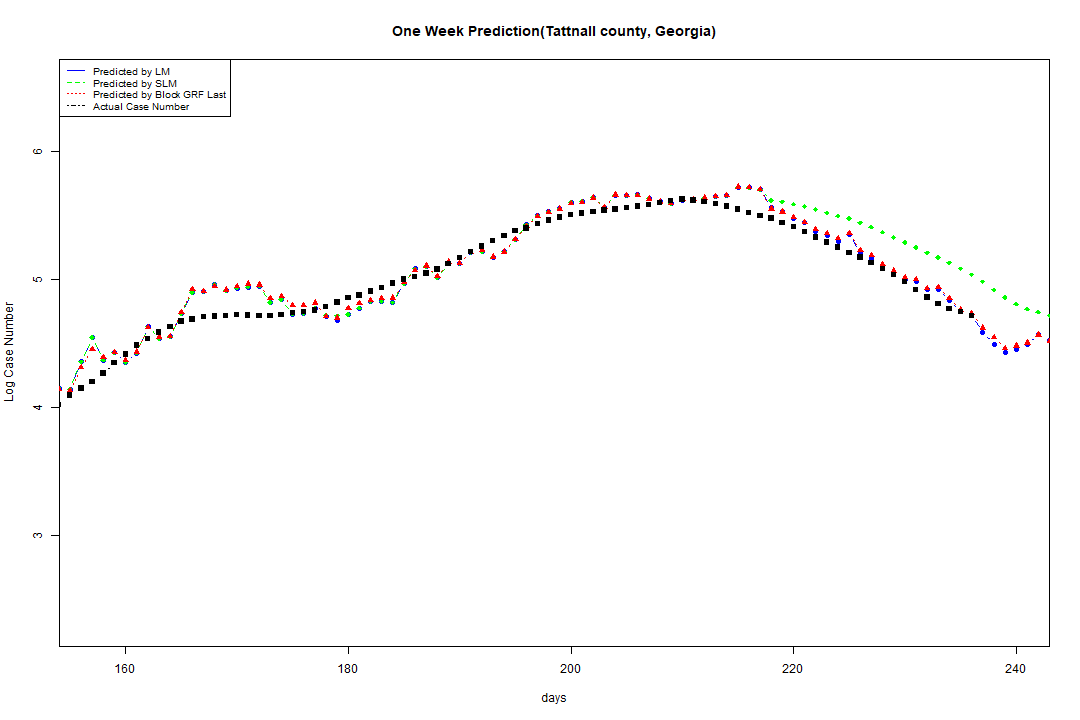 One Week Prediction(Tattnall county, Georgia)
Predicted by LM
Predicted by SLM
Predicted by Block GRF Last
Actual Case Number
6
5
4
3
Log Case Number
160 180 200 220 240
days